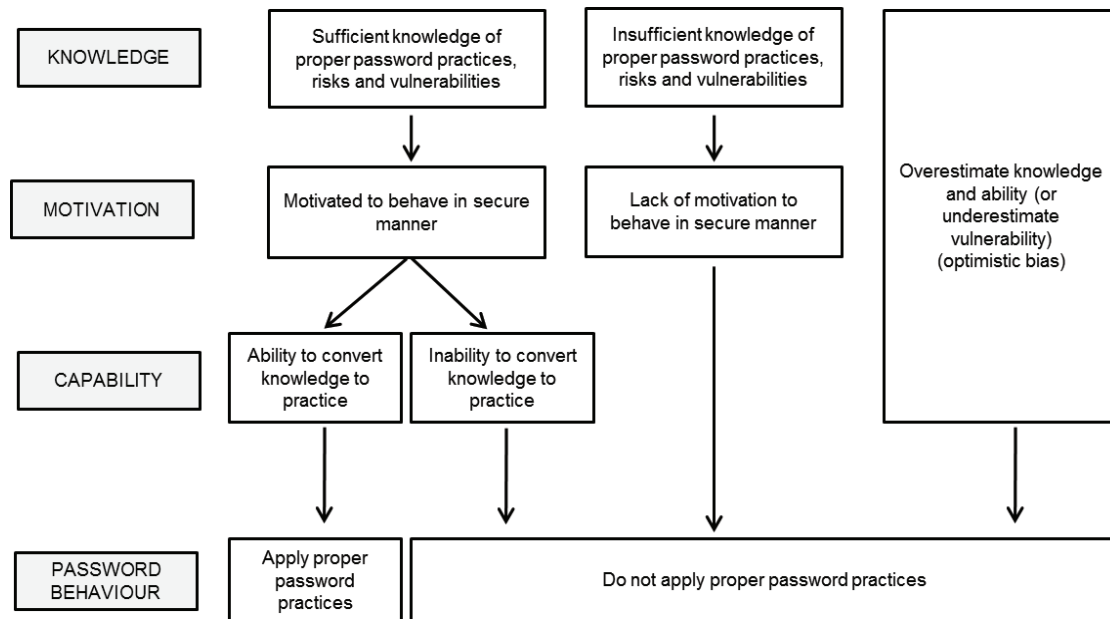 KNOWLEDGE
Sufficient knowledge of
proper password practices,
risks and vulnerabilities
Insufficient knowledge of
proper password practices,
risks and vulnerabilities
Overestimate knowledge
and ability (or
underestimate
vulnerability)
(optimistic bias)
MOTIVATION
Motivated to behave in secure
manner
Lack of motivation to
behave in secure manner
CAPABILITY
Ability to convert
knowledge to
practice
Inability to convert
knowledge to
practice
PASSWORD
BEHAVIOUR
Apply proper
password
practices
Do not apply proper password practices